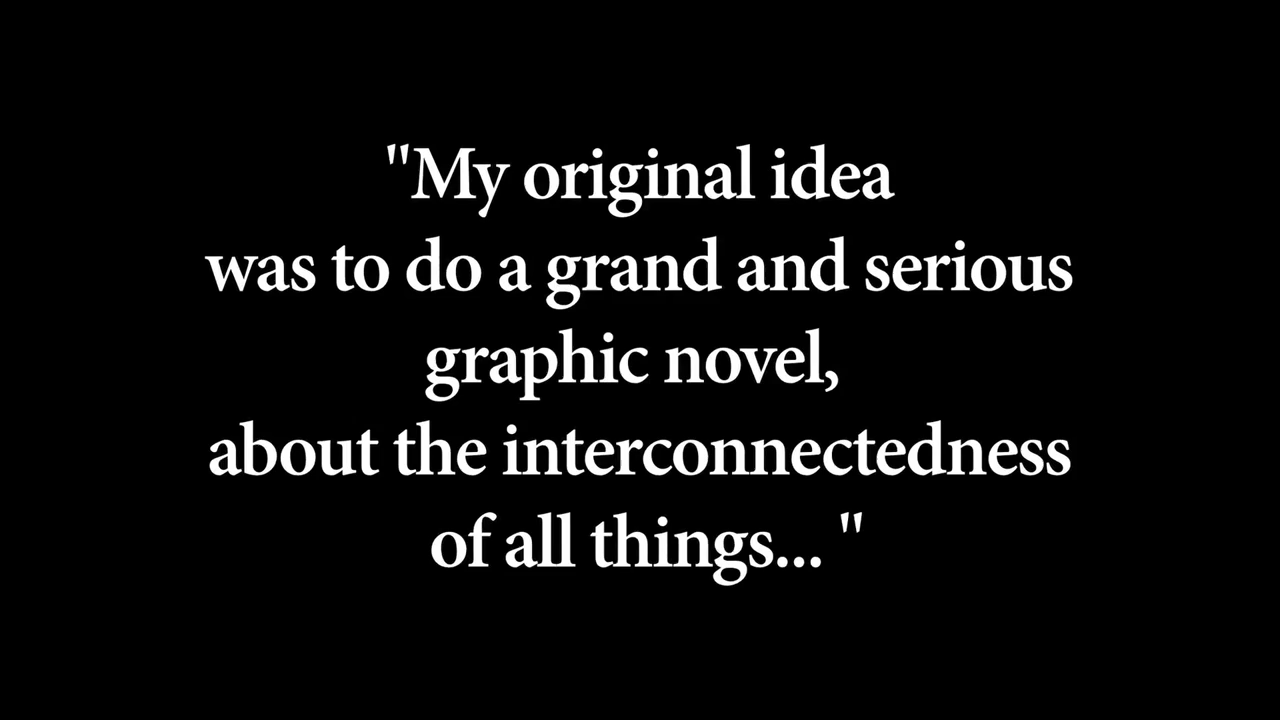 "My original idea
was to do a grand and serious
graphic novel,
about the interconnectedness
of all things... "